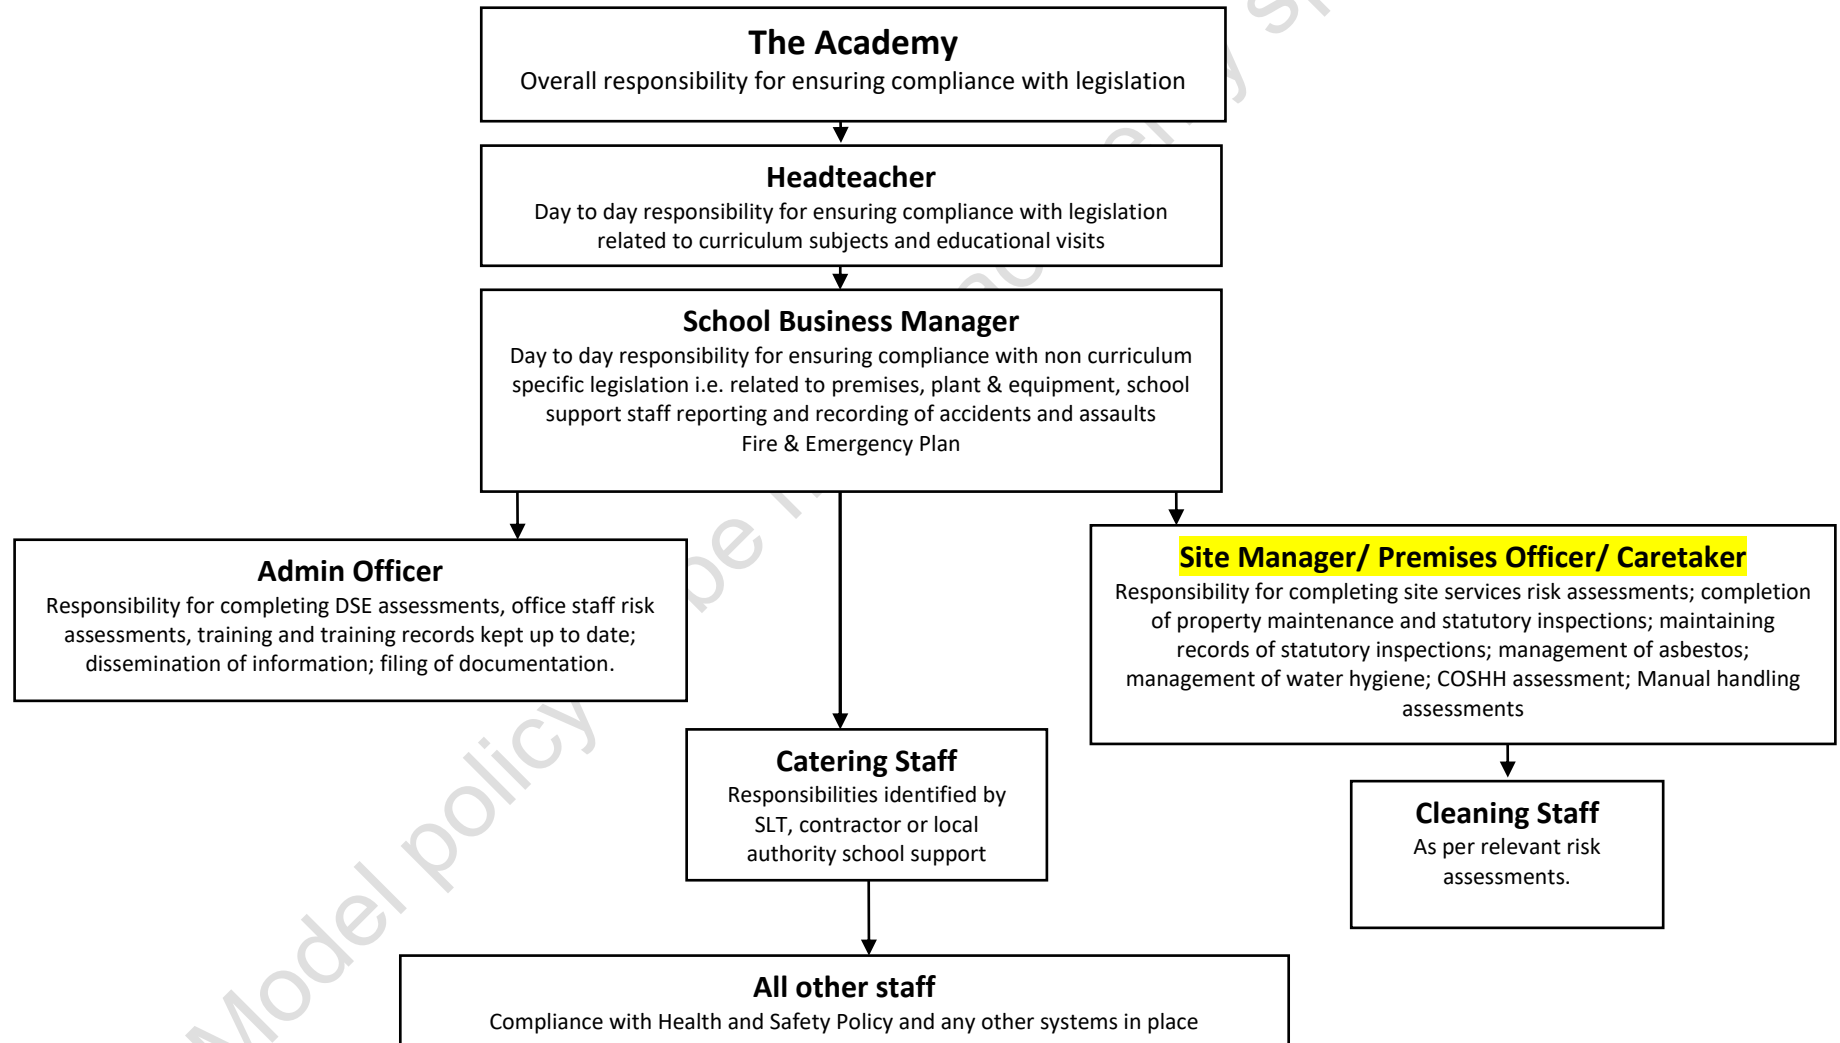 The Academy
Overall responsibility for ensuring compliance with legislation
Headteacher
Day to day responsibility for ensuring compliance with legislation
related to curriculum subjects and educational visits
School Business Manager
Day to day responsibility for ensuring compliance with non curriculum
specific legislation i.e. related to premises, plant & equipment, school
support staff reporting and recording of accidents and assaults
Fire & Emergency Plan
Admin Officer
Responsibility for completing DSE assessments, office staff risk
assessments, training and training records kept up to date;
dissemination of information; filing of documentation.
Site Manager/ Premises Officer/ Caretaker
Responsibility for completing site services risk assessments; completion
of property maintenance and statutory inspections; maintaining
records of statutory inspections; management of asbestos;
management of water hygiene; COSHH assessment; Manual handling
assessments
Catering Staff
Responsibilities identified by
SLT, contractor or local
authority school support
Cleaning Staff
As per relevant risk
assessments.
All other staff
Compliance with Health and Safety Policy and any other systems in place
Model policy be